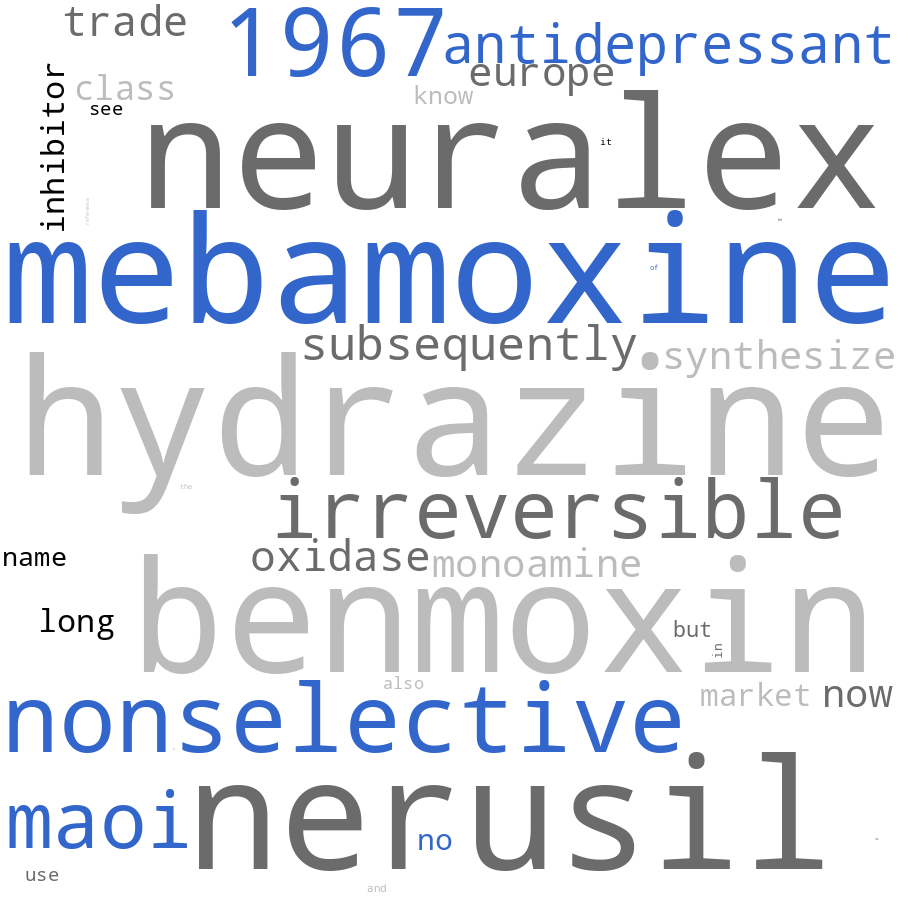 trade
1967
antidepressant
europe
class
know
see
inhibitor
neuralex
it
reference
mebamoxine
of
subsequently
synthesize
hydrazine
the
irreversible
oxidase
monoamine
name
benmoxin
long
but
in
also
nonselective
market
now
maoi
nerusil
no
use
and